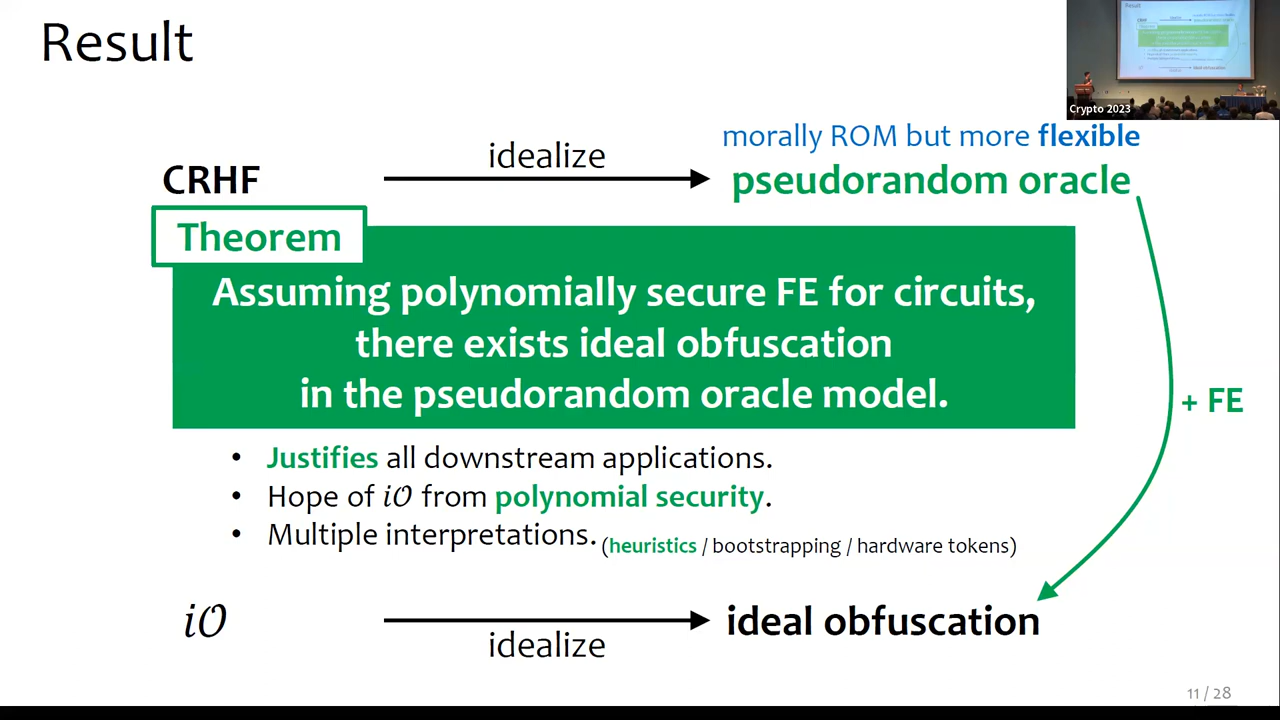 Result
Crypto 2023
morally ROM but more flexible
idealize
CRHF
pseudorandom oracle
Theorem
Assuming polynomially secure FE for circuits,
there exists ideal obfuscation
in the pseudorandom oracle model.
+ FE
• Justifies all downstream applications.
• Hope of 𝑖𝒪 from polynomial security.
• Multiple interpretations. (heuristics / bootstrapping / hardware tokens)
𝑖𝒪
ideal obfuscation
idealize
11 / 28